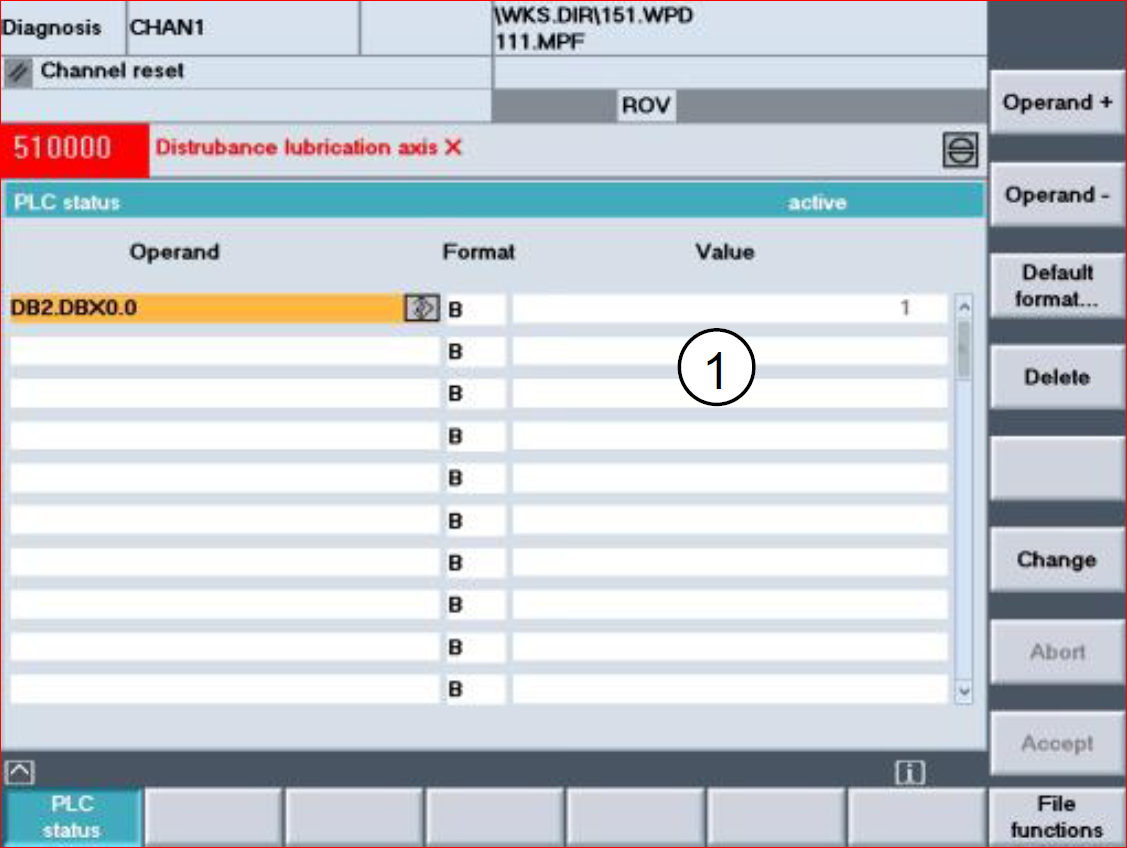 Diagnosis
CHAN1
\WKS.DIR\151.WPD
111.MPF
Channel reset
ROV
510000
Distrubance lubrication axis X
PLC status
active
Operand
Format
Value
DB2.DBX0.0
B
1
B
B
B
B
B
B
B
B
B
1
Operand +
Operand -
Default
format...
Delete
Change
Abort
Accept
i
PLC
status
File
functions